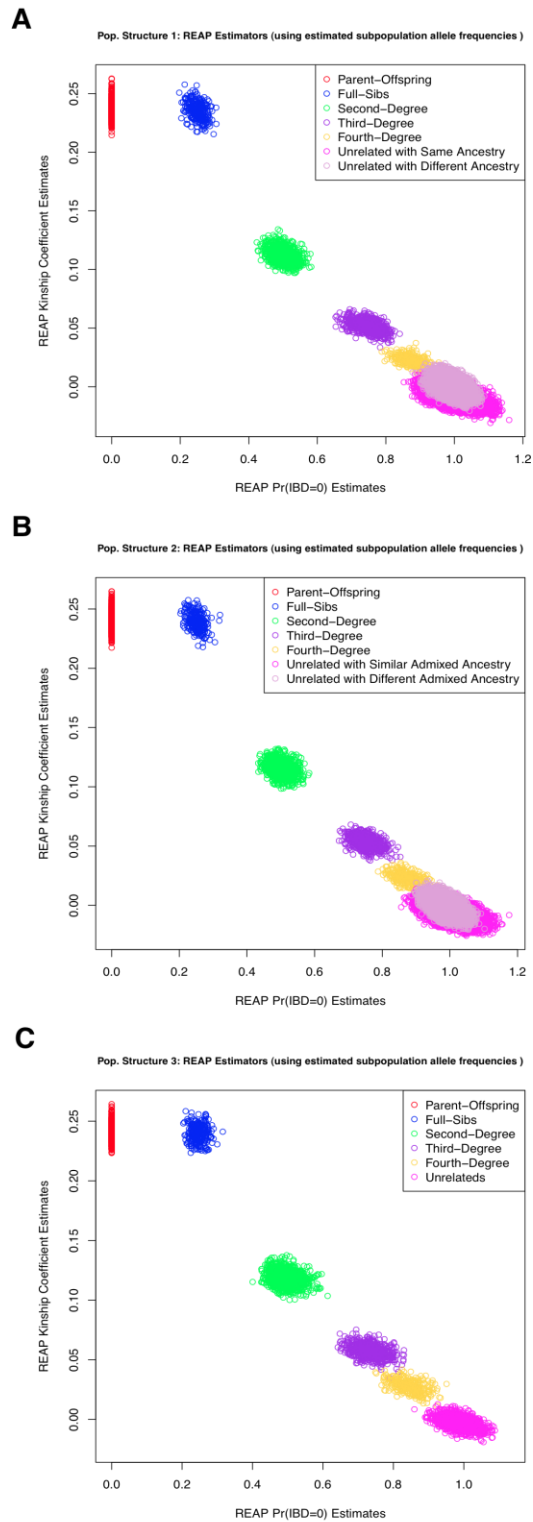 A
Pop. Structure 1: REAP Estimators (using estimated subpopulation allele frequencies )
REAP Kinship Coefficient Estimates
0.25
0.20
0.15
0.10
0.05
0.00
Parent−Offspring
Full−Sibs
Second−Degree
Third−Degree
Fourth−Degree
Unrelated with Same Ancestry
Unrelated with Different Ancestry
0.0 0.2 0.4 0.6 0.8 1.0 1.2
REAP Pr(IBD=0) Estimates
B
Pop. Structure 2: REAP Estimators (using estimated subpopulation allele frequencies )
REAP Kinship Coefficient Estimates
0.25
0.20
0.15
0.10
0.05
0.00
Parent−Offspring
Full−Sibs
Second−Degree
Third−Degree
Fourth−Degree
Unrelated with Similar Admixed Ancestry
Unrelated with Different Admixed Ancestry
0.0 0.2 0.4 0.6 0.8 1.0 1.2
REAP Pr(IBD=0) Estimates
C
Pop. Structure 3: REAP Estimators (using estimated subpopulation allele frequencies )
REAP Kinship Coefficient Estimates
0.25
0.20
0.15
0.10
0.05
0.00
Parent−Offspring
Full−Sibs
Second−Degree
Third−Degree
Fourth−Degree
Unrelateds
0.0 0.2 0.4 0.6 0.8 1.0
REAP Pr(IBD=0) Estimates